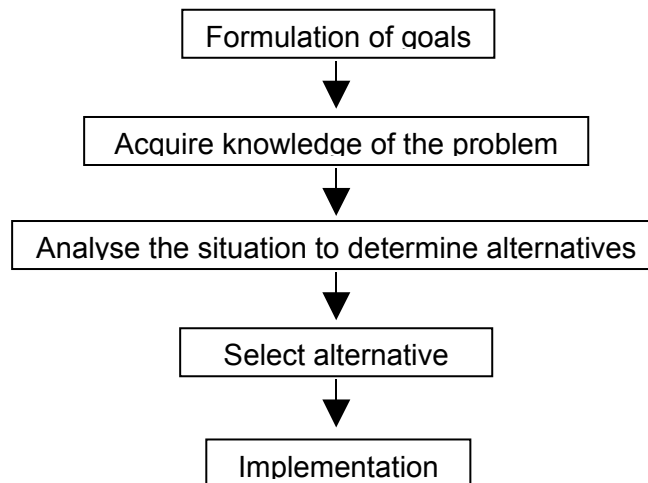 Formulation of goals
Acquire knowledge of the problem
Analyse the situation to determine alternatives
Select alternative
Implementation